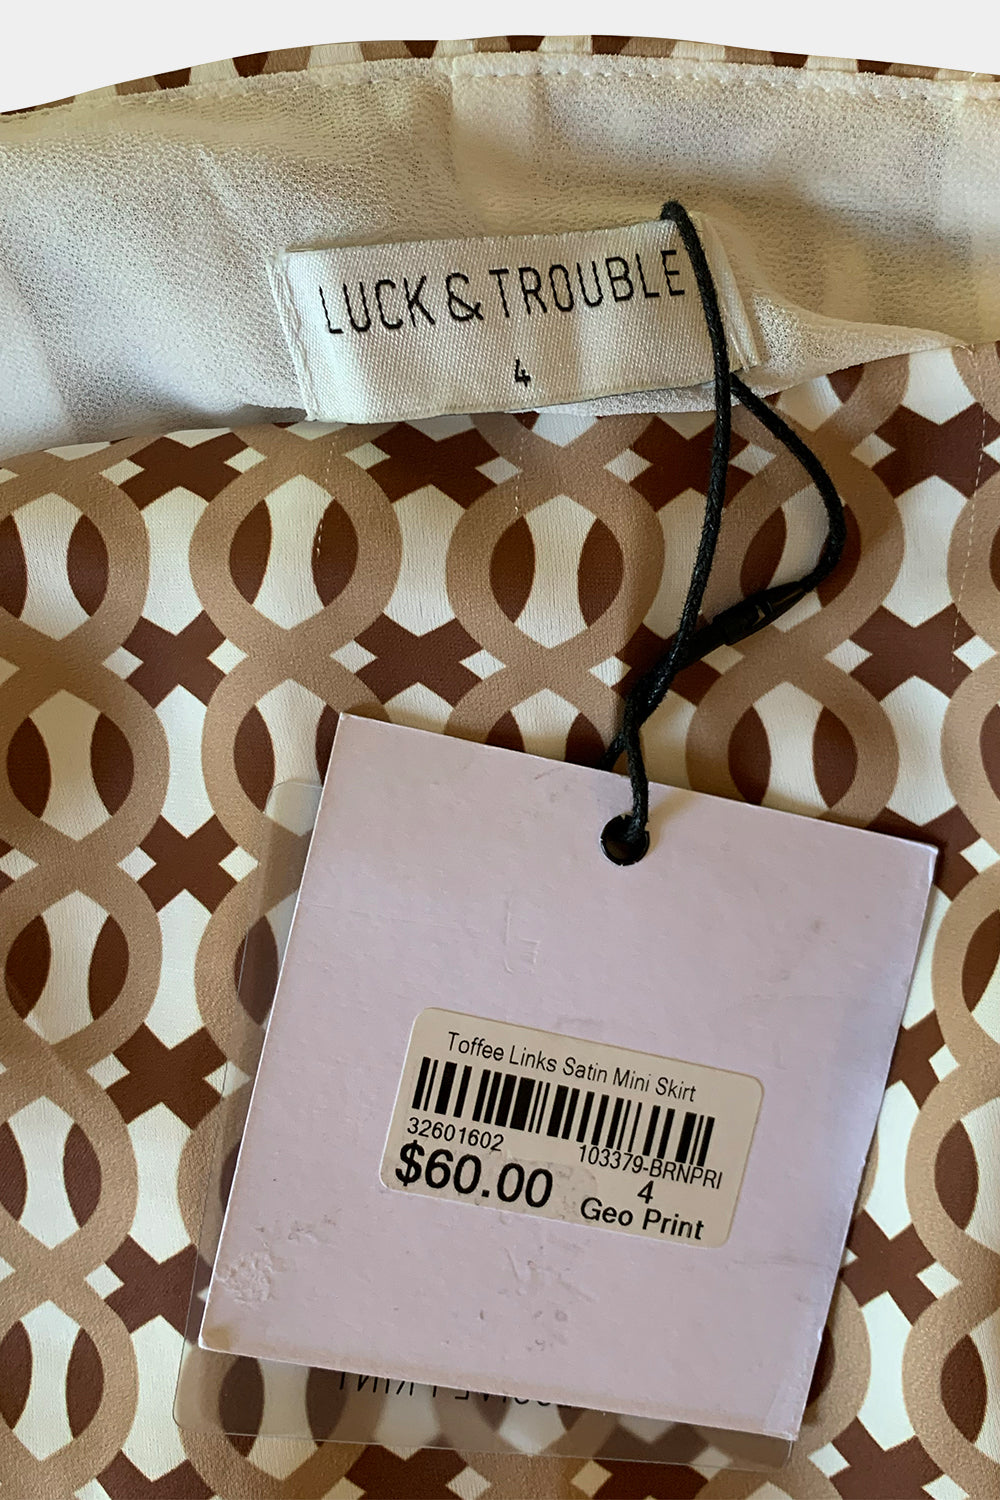 LUCK & TROUBLE
4
Toffee Links Satin Mini Skirt
32601602 103379-BRNPRI
$60.00 4
Geo Print